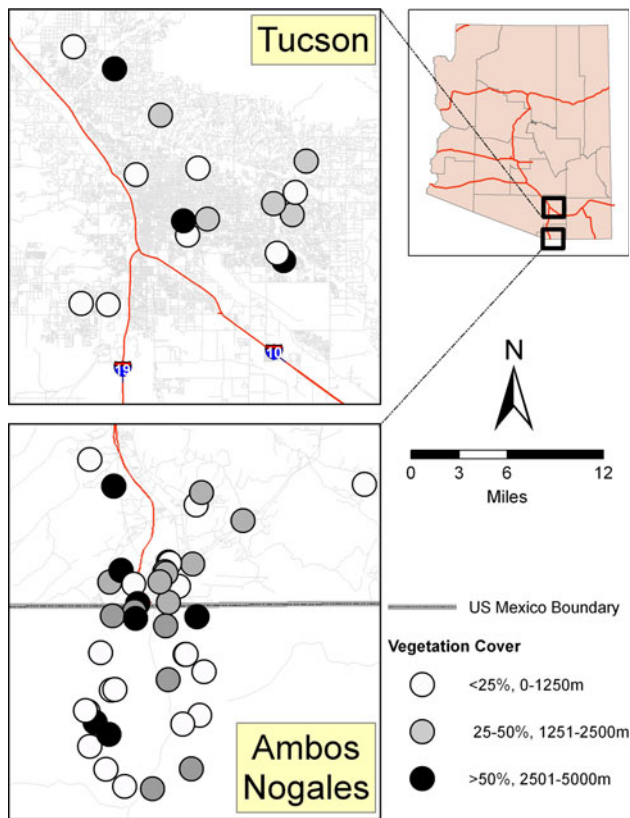 Tucson
19
10
N
0 3 6 12
Miles
US Mexico Boundary
Vegetation Cover
<25%, 0-1250m
25-50%, 1251-2500m
>50%, 2501-5000m
Ambos
Nogales